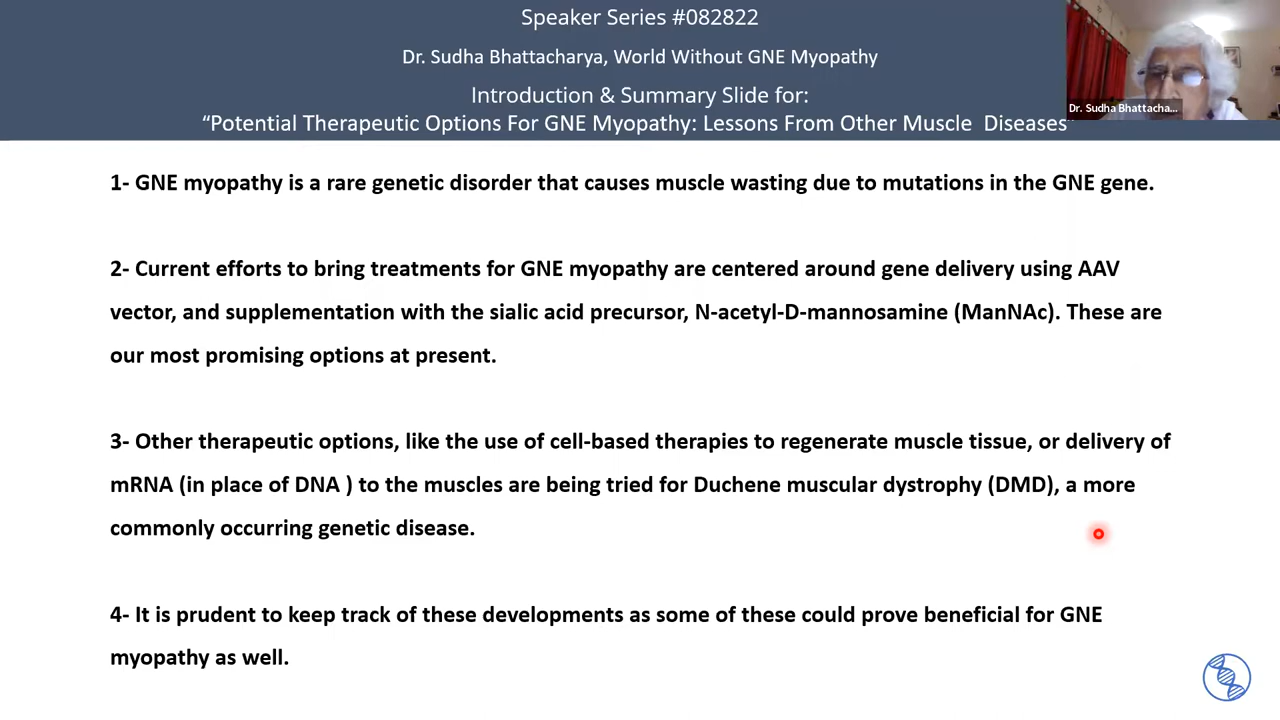 Speaker Series #082822
Dr. Sudha Bhattacharya, World Without GNE Myopathy
Dr. Sudha Bhattacha...
Introduction & Summary Slide for:
“Potential Therapeutic Options For GNE Myopathy: Lessons From Other Muscle Diseases”
1- GNE myopathy is a rare genetic disorder that causes muscle wasting due to mutations in the GNE gene.
2- Current efforts to bring treatments for GNE myopathy are centered around gene delivery using AAV
vector, and supplementation with the sialic acid precursor, N-acetyl-D-mannosamine (ManNAc). These are
our most promising options at present.
3- Other therapeutic options, like the use of cell-based therapies to regenerate muscle tissue, or delivery of
mRNA (in place of DNA ) to the muscles are being tried for Duchene muscular dystrophy (DMD), a more
commonly occurring genetic disease.
4- It is prudent to keep track of these developments as some of these could prove beneficial for GNE
myopathy as well.